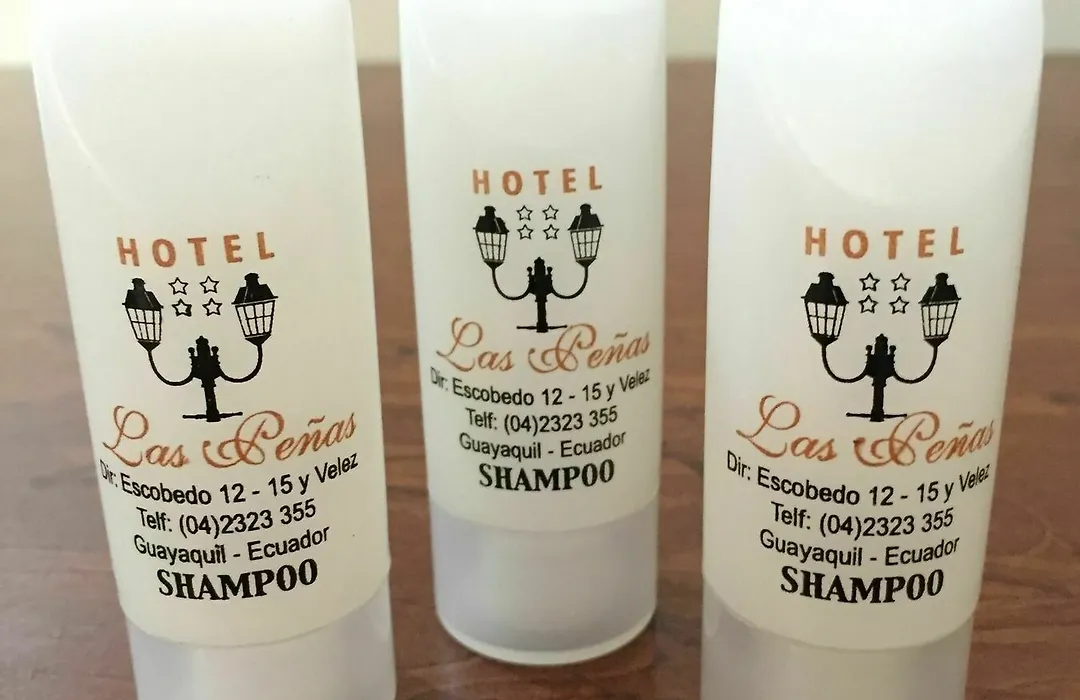 HOTEL
Las Peñas
Dir: Escobedo 12 - 15 y Velez
Telf: (04)2323 355
Guayaquil - Ecuador
SHAMPOO
HOTEL
Las Peñas
Dir: Escobedo 12 - 15 y Velez
Telf: (04)2323 355
Guayaquil - Ecuador
SHAMPOO
HOTEL
Las Peñas
Dir: Escobedo 12 - 15 y Velez
Telf: (04)2323 355
Guayaquil - Ecuador
SHAMPOO